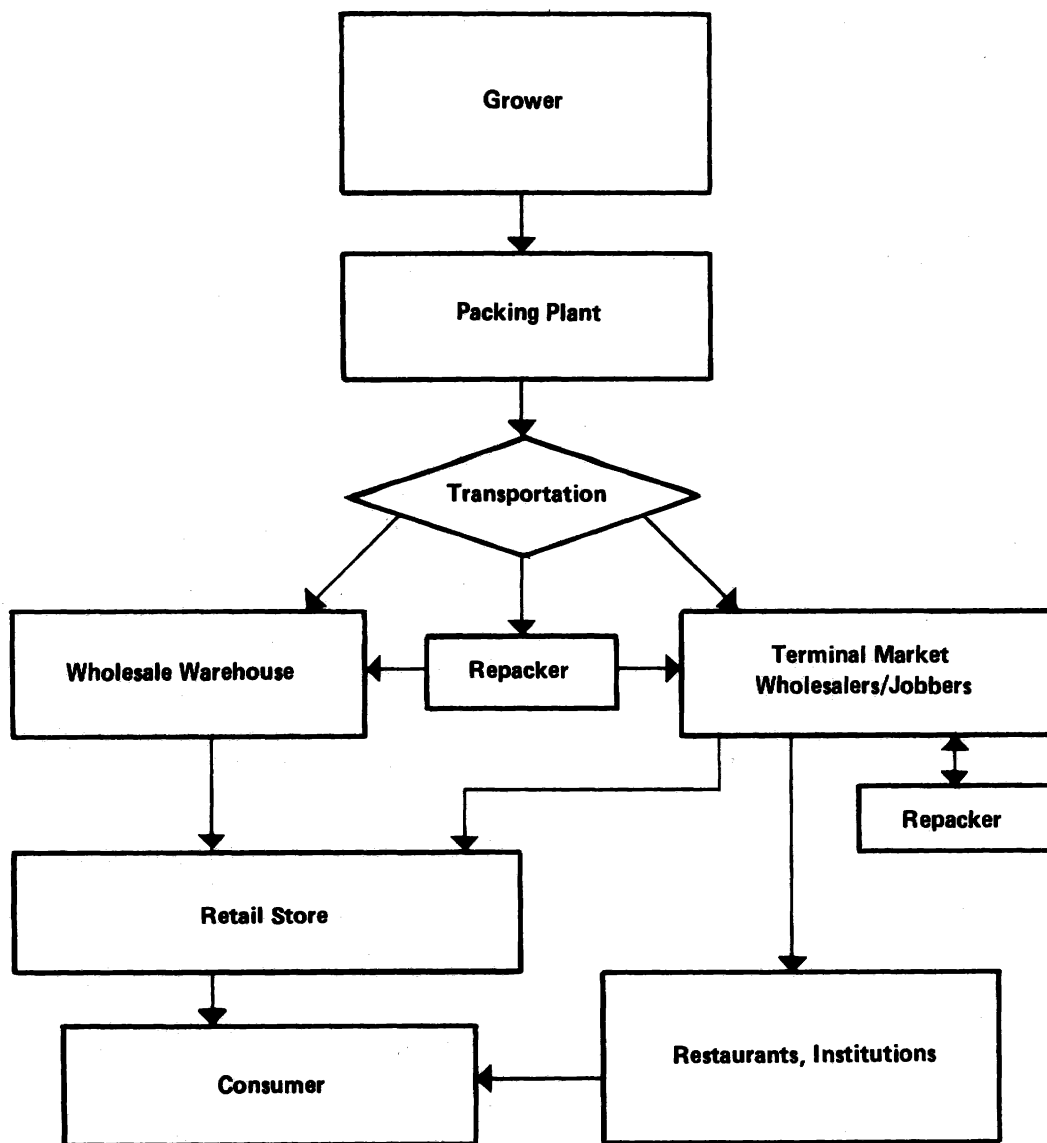 Grower
Packing Plant
Transportation
Wholesale Warehouse
Repacker
Terminal Market
Wholesalers/Jobbers
Repacker
Retail Store
Restaurants, Institutions
Consumer